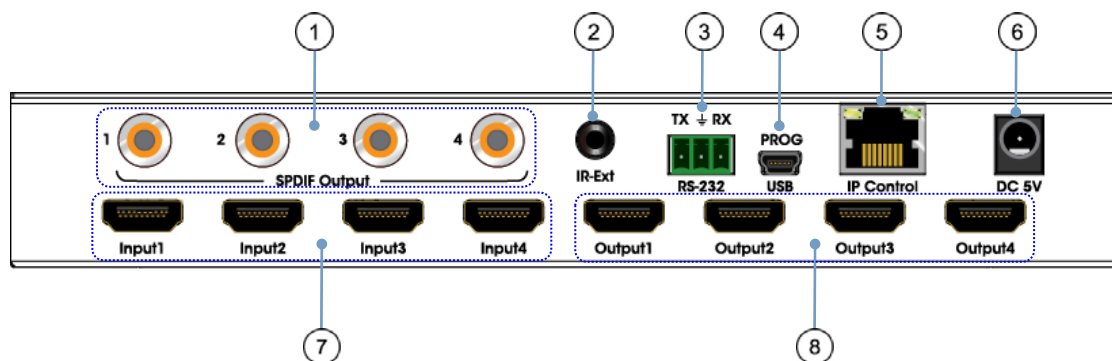 1 2 3 4 5 6
TX ⏚ RX
PROG
1 2 3 4
SPDIF Output
IR-Ext
RS-232
USB
IP Control
DC 5V
Input1 Input2 Input3 Input4 Output1 Output2 Output3 Output4
7 8